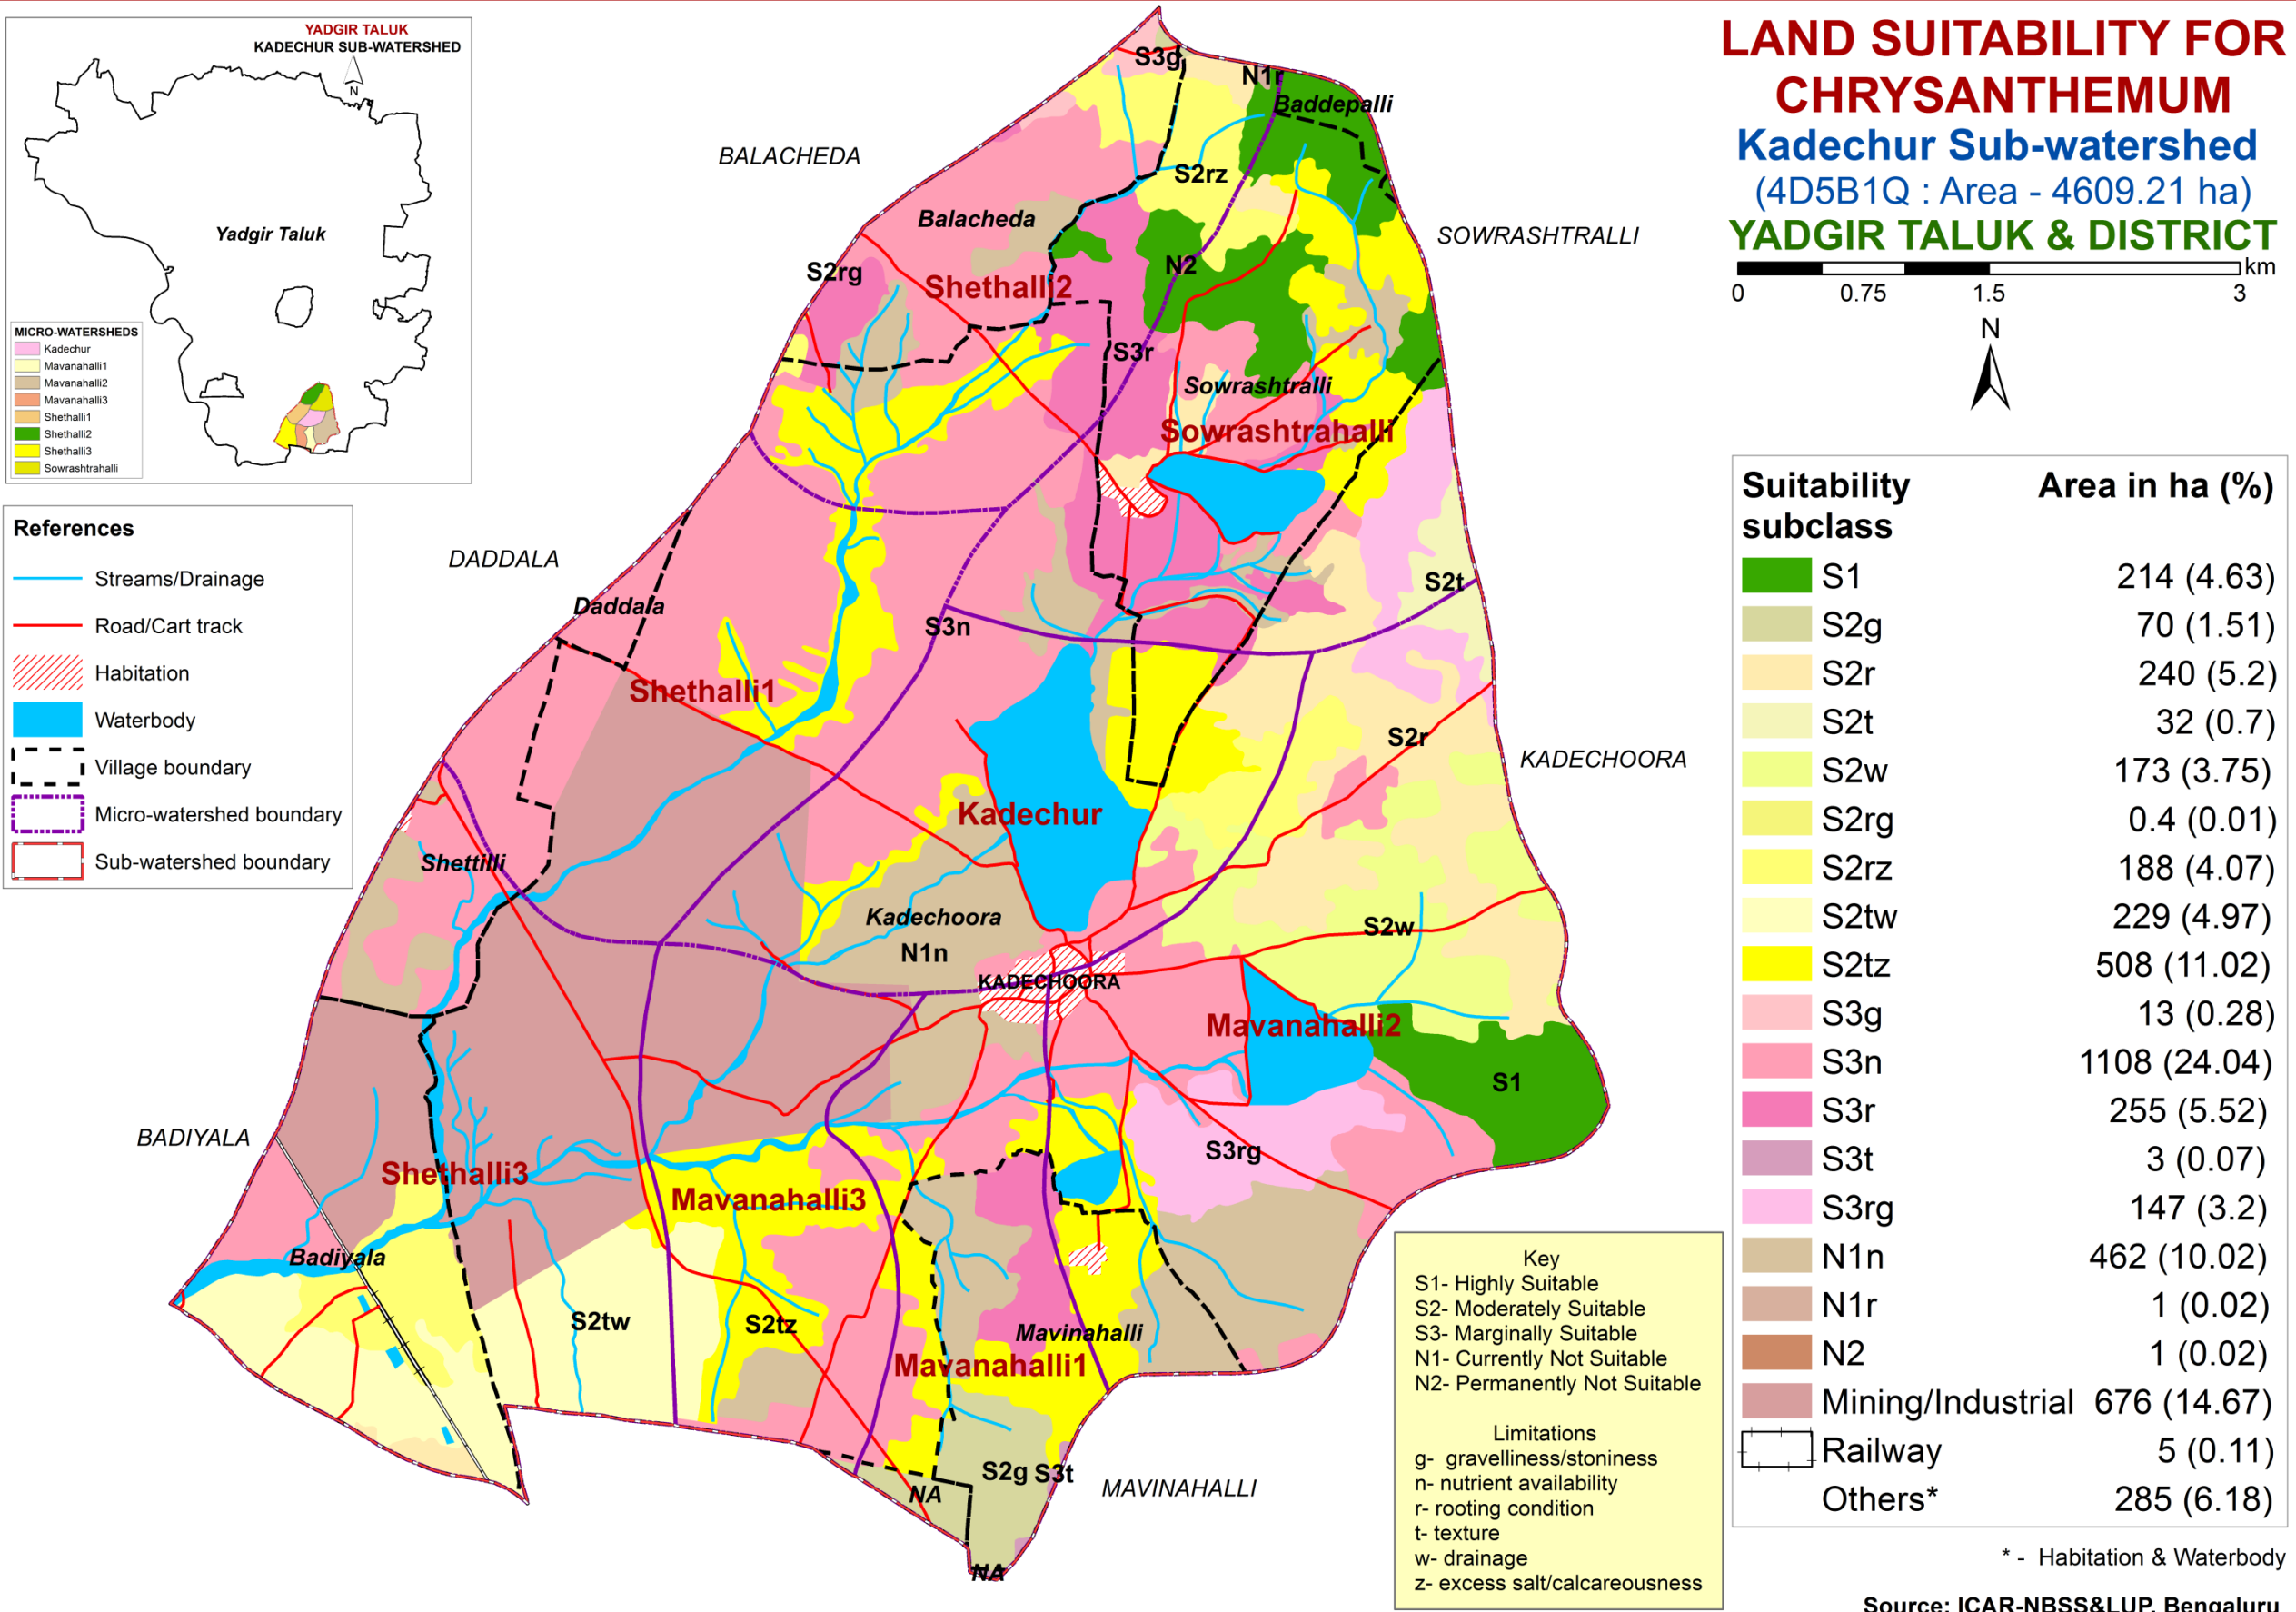 YADGIR TALUK
KADECHUR SUB-WATERSHED
N
Yadgir Taluk
MICRO-WATERSHEDS
Kadechur
Mavanahalli1
Mavanahalli2
Mavanahalli3
Shethalli1
Shethalli2
Shethalli3
Sowrashtrahalli
References
Streams/Drainage
Road/Cart track
Habitation
Waterbody
Village boundary
Micro-watershed boundary
Sub-watershed boundary
S3g
N1r
Baddepalli
BALACHEDA
S2rz
Balacheda
SOWRASHTRALLI
S2rg
N2
Shethalli2
S3r
Sowrashtralli
Sowrashtrahalli
DADDALA
S2t
Daddala
S3n
Shethalli1
S2r
KADECHOORA
Kadechur
Shettilli
Kadechoora
S2w
N1n
KADECHOORA
Mavanahalli2
S1
BADIYALA
S3rg
Shethalli3
Mavanahalli3
Badiyala
S2tw
S2tz
Mavinahalli
Mavanahalli1
S2g S3t
MAVINAHALLI
NA
NA
LAND SUITABILITY FOR
CHRYSANTHEMUM
Kadechur Sub-watershed
(4D5B1Q : Area - 4609.21 ha)
YADGIR TALUK & DISTRICT
km
0 0.75 1.5 3
N
Suitability Area in ha (%)
subclass
S1 214 (4.63)
S2g 70 (1.51)
S2r 240 (5.2)
S2t 32 (0.7)
S2w 173 (3.75)
S2rg 0.4 (0.01)
S2rz 188 (4.07)
S2tw 229 (4.97)
S2tz 508 (11.02)
S3g 13 (0.28)
S3n 1108 (24.04)
S3r 255 (5.52)
S3t 3 (0.07)
S3rg 147 (3.2)
N1n 462 (10.02)
N1r 1 (0.02)
N2 1 (0.02)
Mining/Industrial 676 (14.67)
Railway 5 (0.11)
Others* 285 (6.18)
* - Habitation & Waterbody
Source: ICAR-NBSS&LUP, Bengaluru
Key
S1- Highly Suitable
S2- Moderately Suitable
S3- Marginally Suitable
N1- Currently Not Suitable
N2- Permanently Not Suitable
Limitations
g- gravelliness/stoniness
n- nutrient availability
r- rooting condition
t- texture
w- drainage
z- excess salt/calcareousness